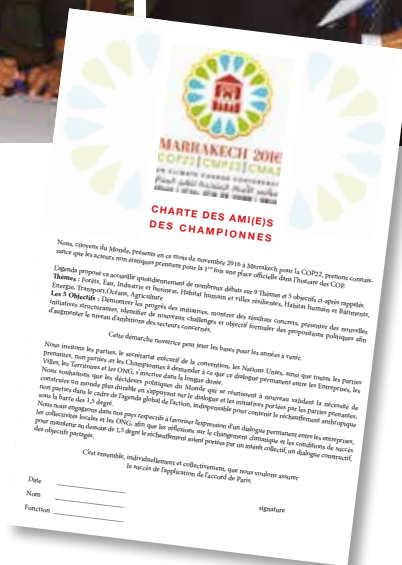 MARRAKECH 2016
COP22|CMP12|CMA1
UN CLIMATE CHANGE CONFERENCE
CHARTE DES AMI(E)S
DES CHAMPIONNES
Nous, citoyens du Monde, présents en ce mois de novembre 2016 à Marrakech pour la COP22, prenons connais-
sance que les acteurs non étatiques prennent pour la 1ère fois une place officielle dans l'histoire des COP.
L'agenda proposé va accueillir quotidiennement de nombreux débats sur 9 Thèmes et 5 objectifs ci-après rappelés.
Thèmes : Forêts, Eau, Industrie et business, Habitat humain et villes résilientes, Habitat humain et Bâtiments,
Energie, Transport,Océans, Agriculture
Les 5 Objectifs : Démontrer les progrès des initiatives, montrer des résultats concrets, présenter des nouvelles
initiatives structurantes, identifier de nouveaux challenges et objectif formuler des propositions politiques afin
d'augmenter le niveau d'ambitions des secteurs concernés.
Cette démarche novatrice peut jeter les bases pour les années à venir.
Nous invitons les parties, le secrétariat exécutif de la convention, les Nations Unies, ainsi que toutes les parties
prenantes, non parties et les Championnes à demander à ce que ce dialogue permanent entre les Entreprises, les
Villes, les Territoires et les ONG, s'inscrive dans la longue durée.
Nous souhaitons que les décideurs politiques du Monde qui se réunissent à nouveau valident la nécessité de
construire un monde plus durable en s'appuyant sur le dialogue et les initiatives portées par les parties prenantes,
non parties dans le cadre de l'agenda global de l'action, indispensable pour contenir le réchauffement anthropique
sous la barre des 1,5 degré.
Nous nous engageons dans nos pays respectifs à favoriser l'expression d'un dialogue permanent entre les entreprises,
les collectivités locales et les ONG, afin que les réflexions sur le changement climatique et les conditions de succès
pour maintenir au dessous de 1,5 degré le réchauffement soient portées par un intérêt collectif, un dialogue constructif,
des objectifs partagés.
C'est ensemble, individuellement et collectivement, que nous voulons assurer
le succès de l'application de l'accord de Paris.
Date
Nom signature
Fonction